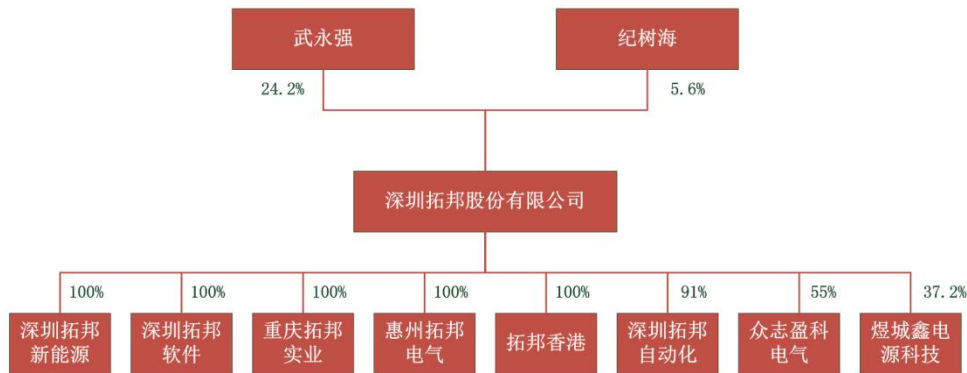 武永强
纪树海
24.2%
5.6%
深圳拓邦股份有限公司
100%
100%
100%
100%
100%
91%
55%
37.2%
深圳拓邦
新能源
深圳拓邦
软件
重庆拓邦
实业
惠州拓邦
电气
拓邦香港
深圳拓邦
自动化
众志盈科
电气
煜城鑫电
源科技